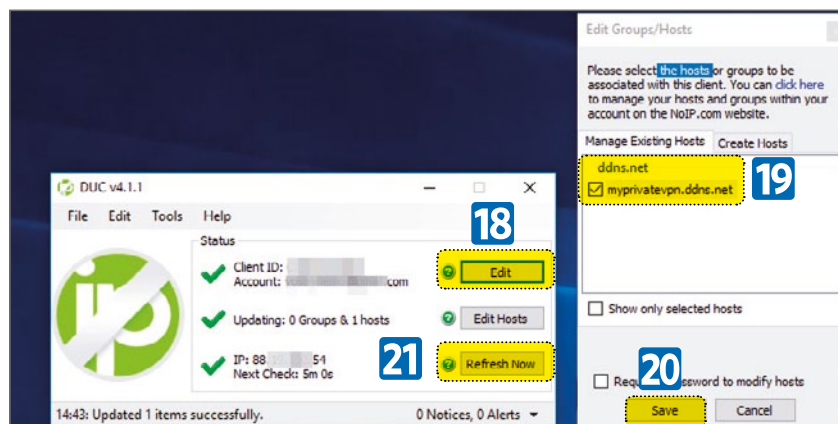 Edit Groups/Hosts
Please select the hosts or groups to be
associated with this client. You can click here
to manage your hosts and groups within your
account on the NoIP.com website.
Manage Existing Hosts Create Hosts
ddns.net
myprivatevpn.ddns.net
19
Show only selected hosts
20
password to modify hosts
Save Cancel
DUC v4.1.1
File Edit Tools Help
18
Status
Client ID:
Account: com
Edit
Updating: 0 Groups & 1 hosts
Edit Hosts
IP: 88 54
Next Check: 5m 0s
21
Refresh Now
14:43: Updated 1 items successfully. 0 Notices, 0 Alerts
ip